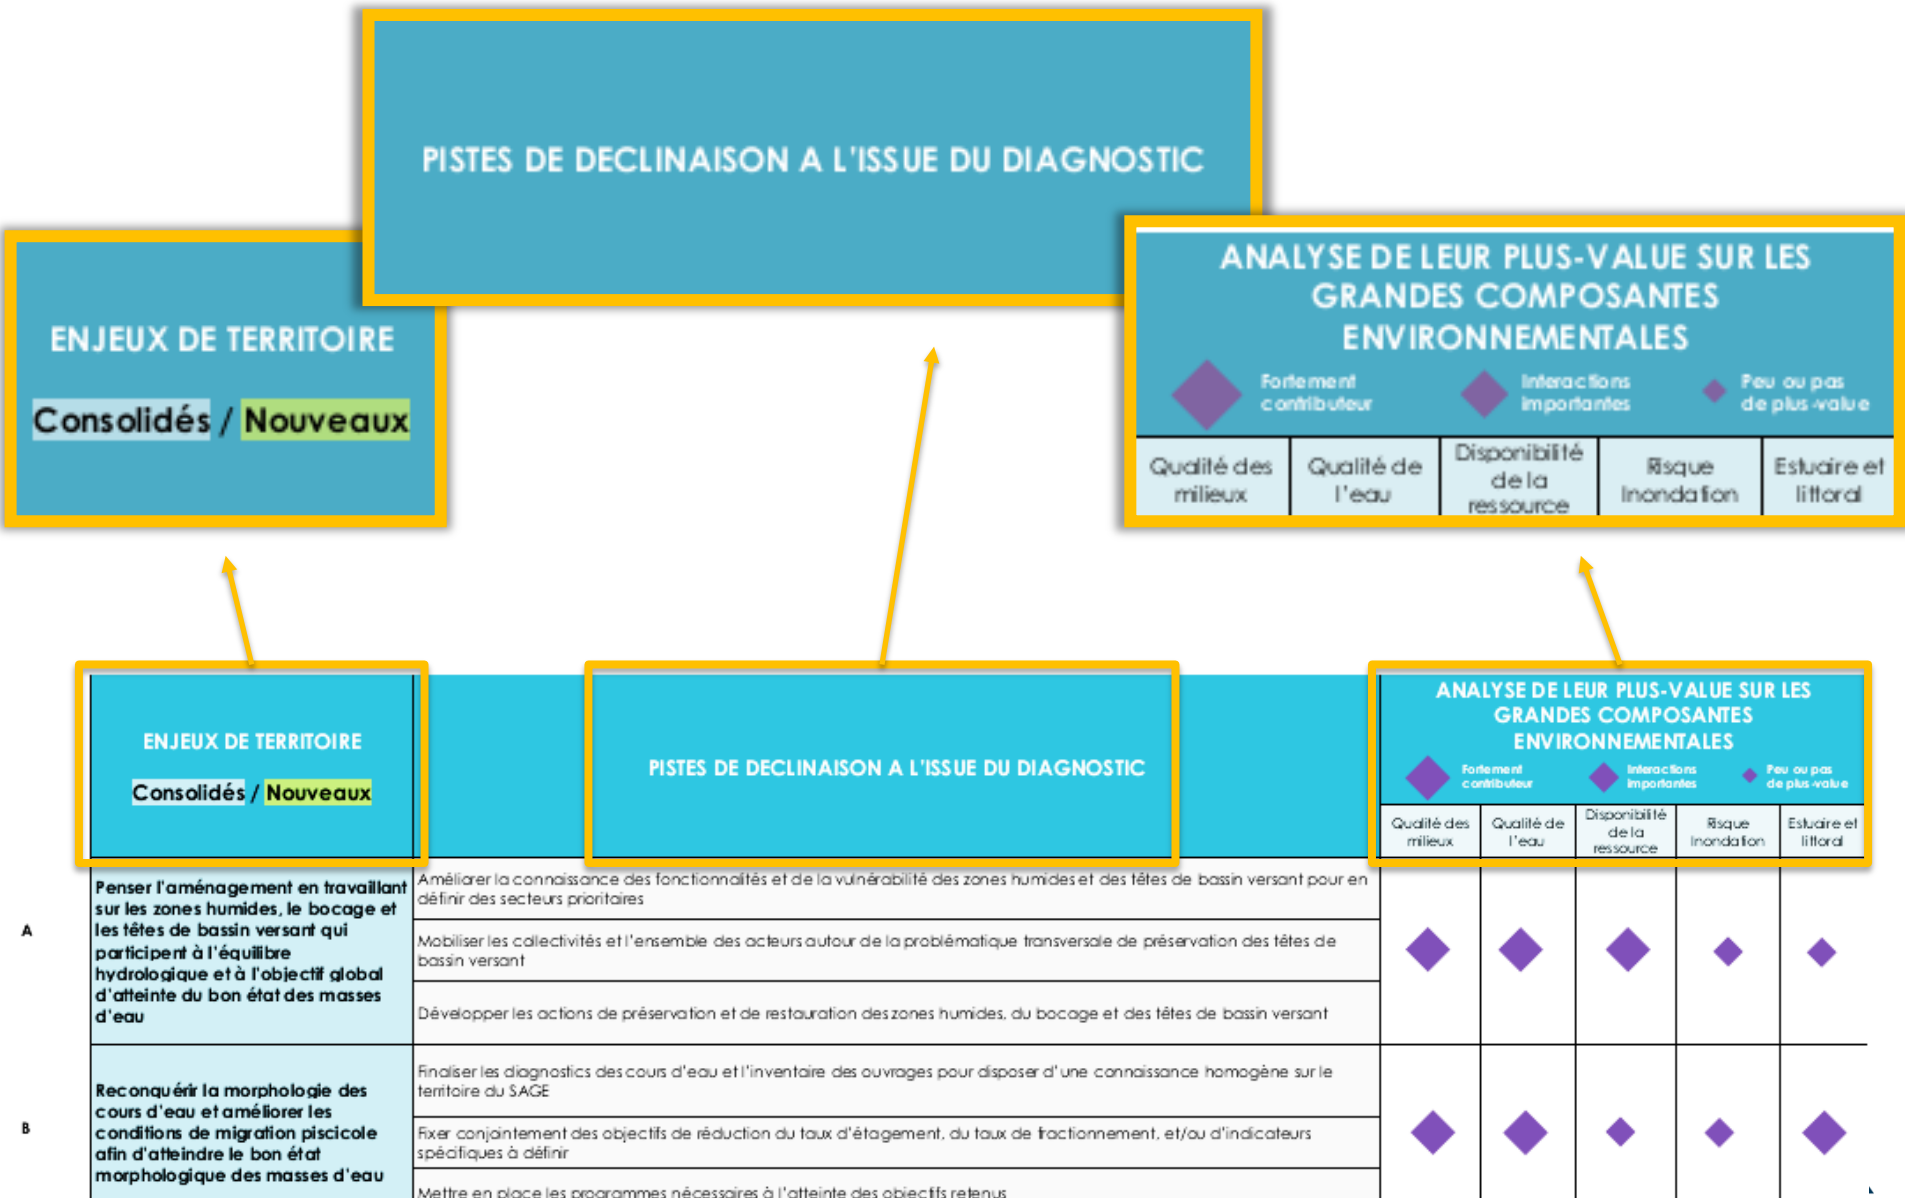 PISTES DE DECLINAISON A L'ISSUE DU DIAGNOSTIC
ENJEUX DE TERRITOIRE
Consolidés / Nouveaux
ANALYSE DE LEUR PLUS-VALUE SUR LES
GRANDES COMPOSANTES
ENVIRONNEMENTALES
Fortement
contributeur
Interactions
importantes
Peu ou pas
de plus-value
Qualité des
milieux
Qualité de
l'eau
Disponibilité
de la
ressource
Risque
Inondation
Estuaire et
littoral
ENJEUX DE TERRITOIRE
Consolidés / Nouveaux
PISTES DE DECLINAISON A L'ISSUE DU DIAGNOSTIC
ANALYSE DE LEUR PLUS-VALUE SUR LES
GRANDES COMPOSANTES
ENVIRONNEMENTALES
Fortement
contributeur
Interactions
importantes
Peu ou pas
de plus-value
Qualité des
milieux
Qualité de
l'eau
Disponibilité
de la
ressource
Risque
Inondation
Estuaire et
littoral
A
Penser l'aménagement en travaillant
sur les zones humides, le bocage et
les têtes de bassin versant qui
participent à l'équilibre
hydrologique et à l'objectif global
d'atteinte du bon état des masses
d'eau
Améliorer la connaissance des fonctionnalités et de la vulnérabilité des zones humides et des têtes de bassin versant pour en
définir des secteurs prioritaires
Mobiliser les collectivités et l'ensemble des acteurs autour de la problématique transversale de préservation des têtes de
bassin versant
Développer les actions de préservation et de restauration des zones humides, du bocage et des têtes de bassin versant
B
Reconquérir la morphologie des
cours d'eau et améliorer les
conditions de migration piscicole
afin d'atteindre le bon état
morphologique des masses d'eau
Finaliser les diagnostics des cours d'eau et l'inventaire des ouvrages pour disposer d'une connaissance homogène sur le
territoire du SAGE
Fixer conjointement des objectifs de réduction du taux d'étagement, du taux de fractionnement, et/ou d'indicateurs
spécifiques à définir
Mettre en place les programmes nécessaires à l'atteinte des objectifs retenus